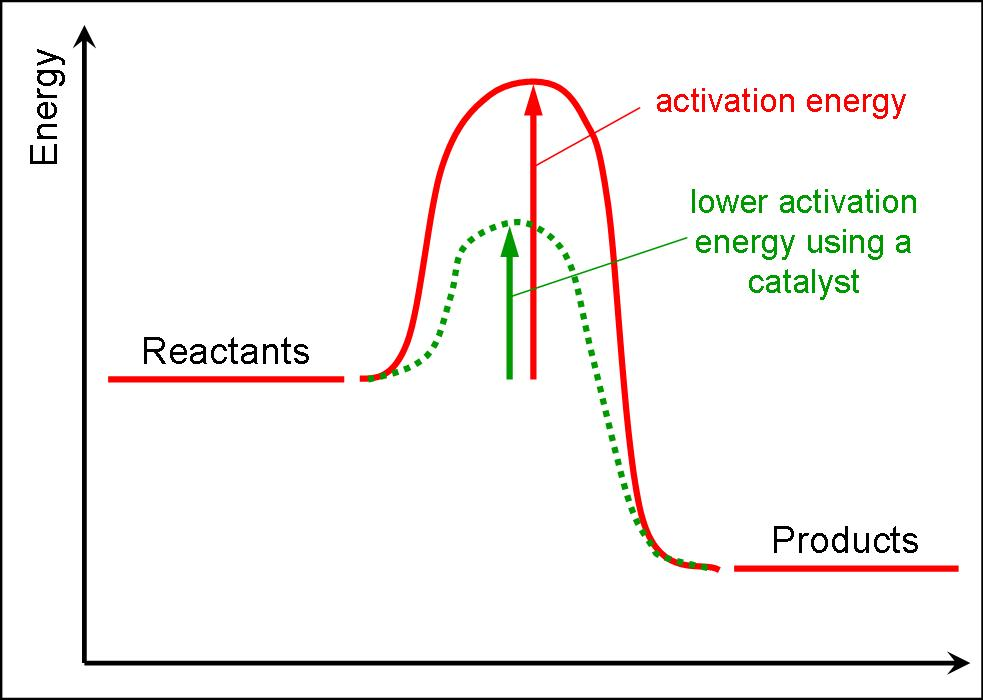 Energy
activation energy
lower activation
energy using a
catalyst
Reactants
Products